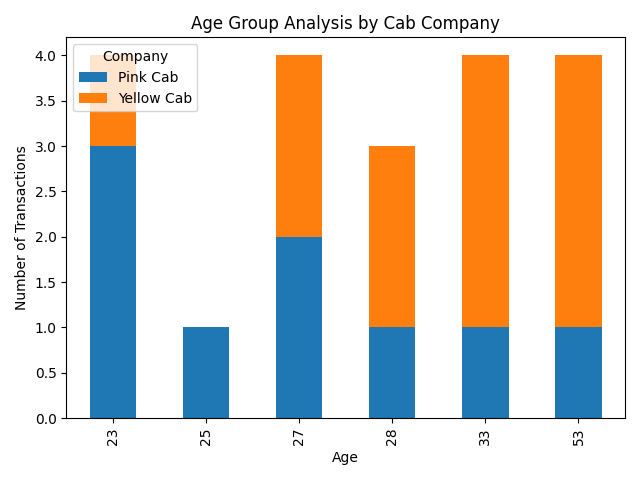 Age Group Analysis by Cab Company
Company
Pink Cab
Yellow Cab
4.0
3.5
3.0
2.5
2.0
1.5
1.0
0.5
0.0
Number of Transactions
23
25
27
28
33
53
Age